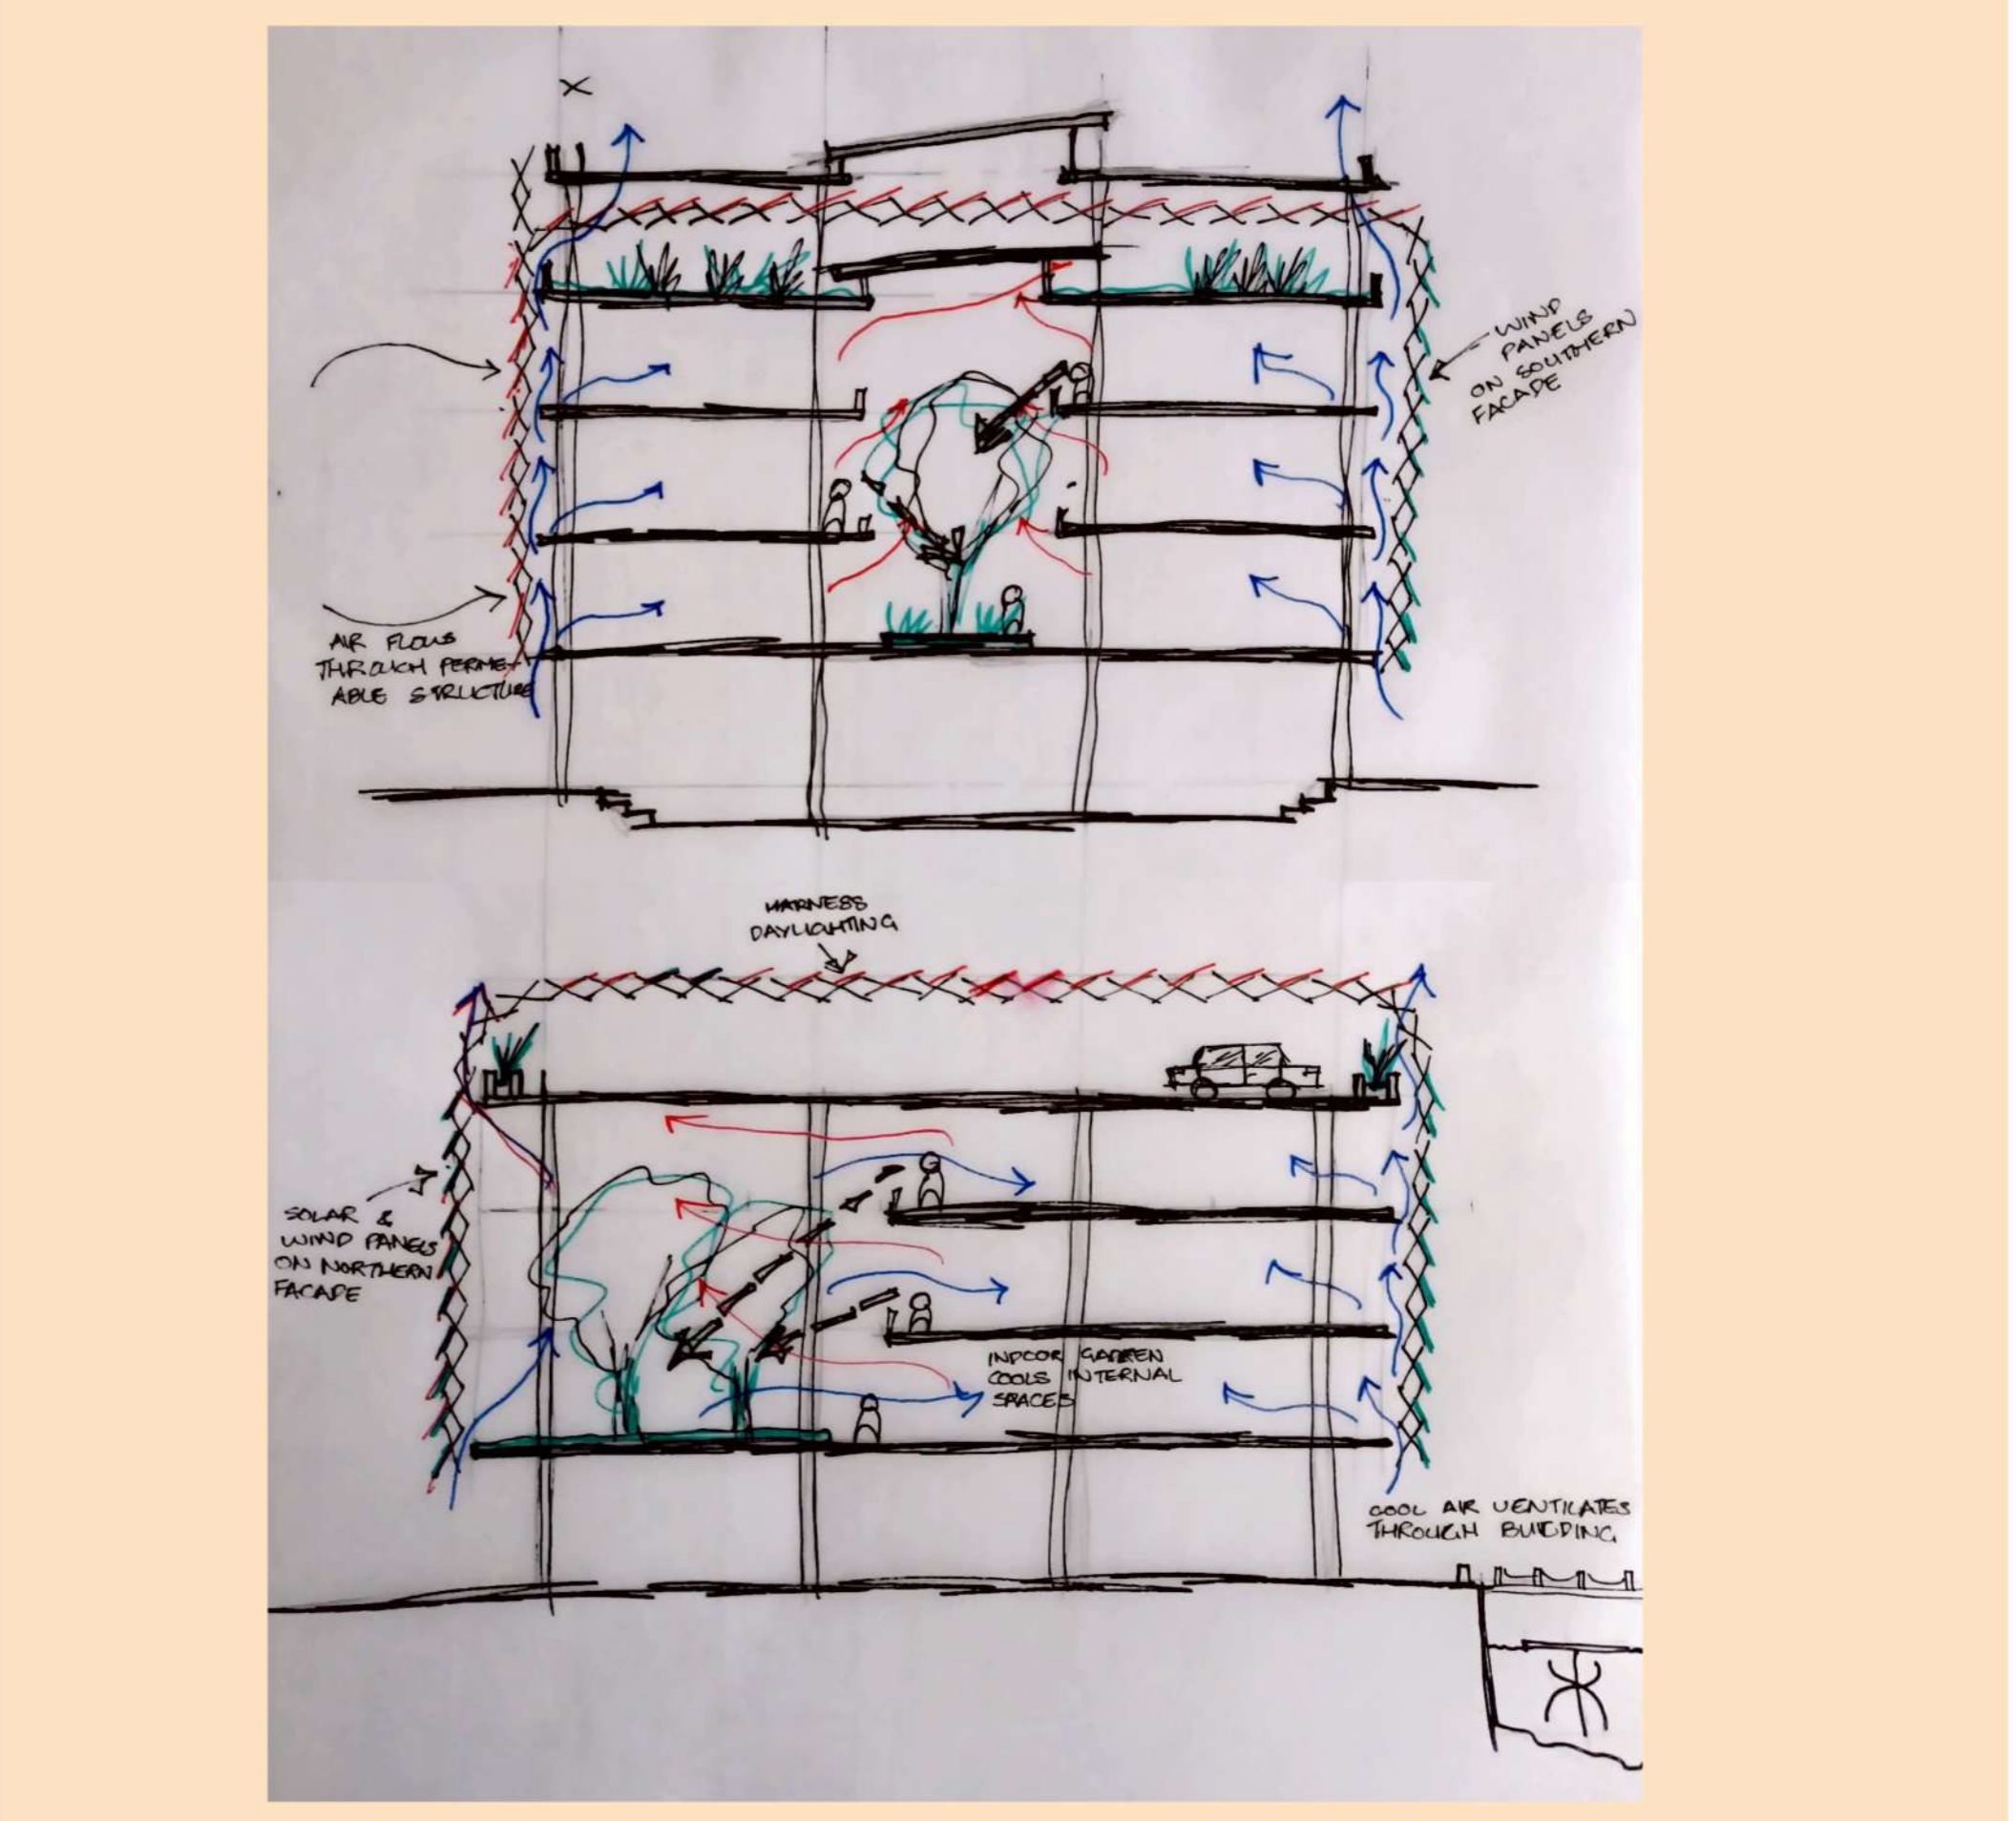 WIND
PANELS
ON SOUTHERN
FACADE
AIR FLOWS
THROUGH PERME-
ABLE STRUCTURE
HARNESS
DAYLIGHTING
SOLAR &
WIND PANELS
ON NORTHERN
FACADE
INDOOR GARDEN
COOLS INTERNAL
SPACES
COOL AIR VENTILATES
THROUGH BUILDING